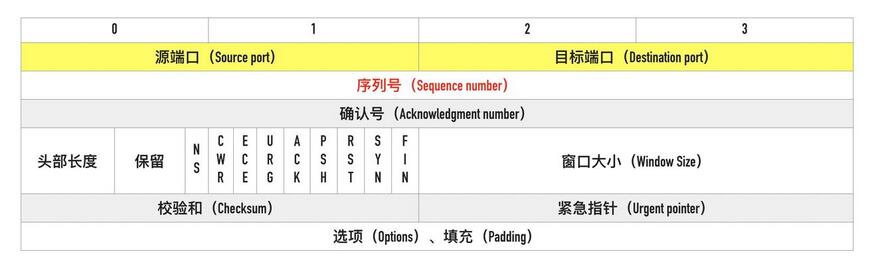 0 1 2 3
源端口（Source port） 目标端口（Destination port）
序列号（Sequence number）
确认号（Acknowledgment number）
头部长度 保留 NS CWR ECE URG ACK PSH RST SYN FIN 窗口大小（Window Size）
校验和（Checksum） 紧急指针（Urgent pointer）
选项（Options）、填充（Padding）